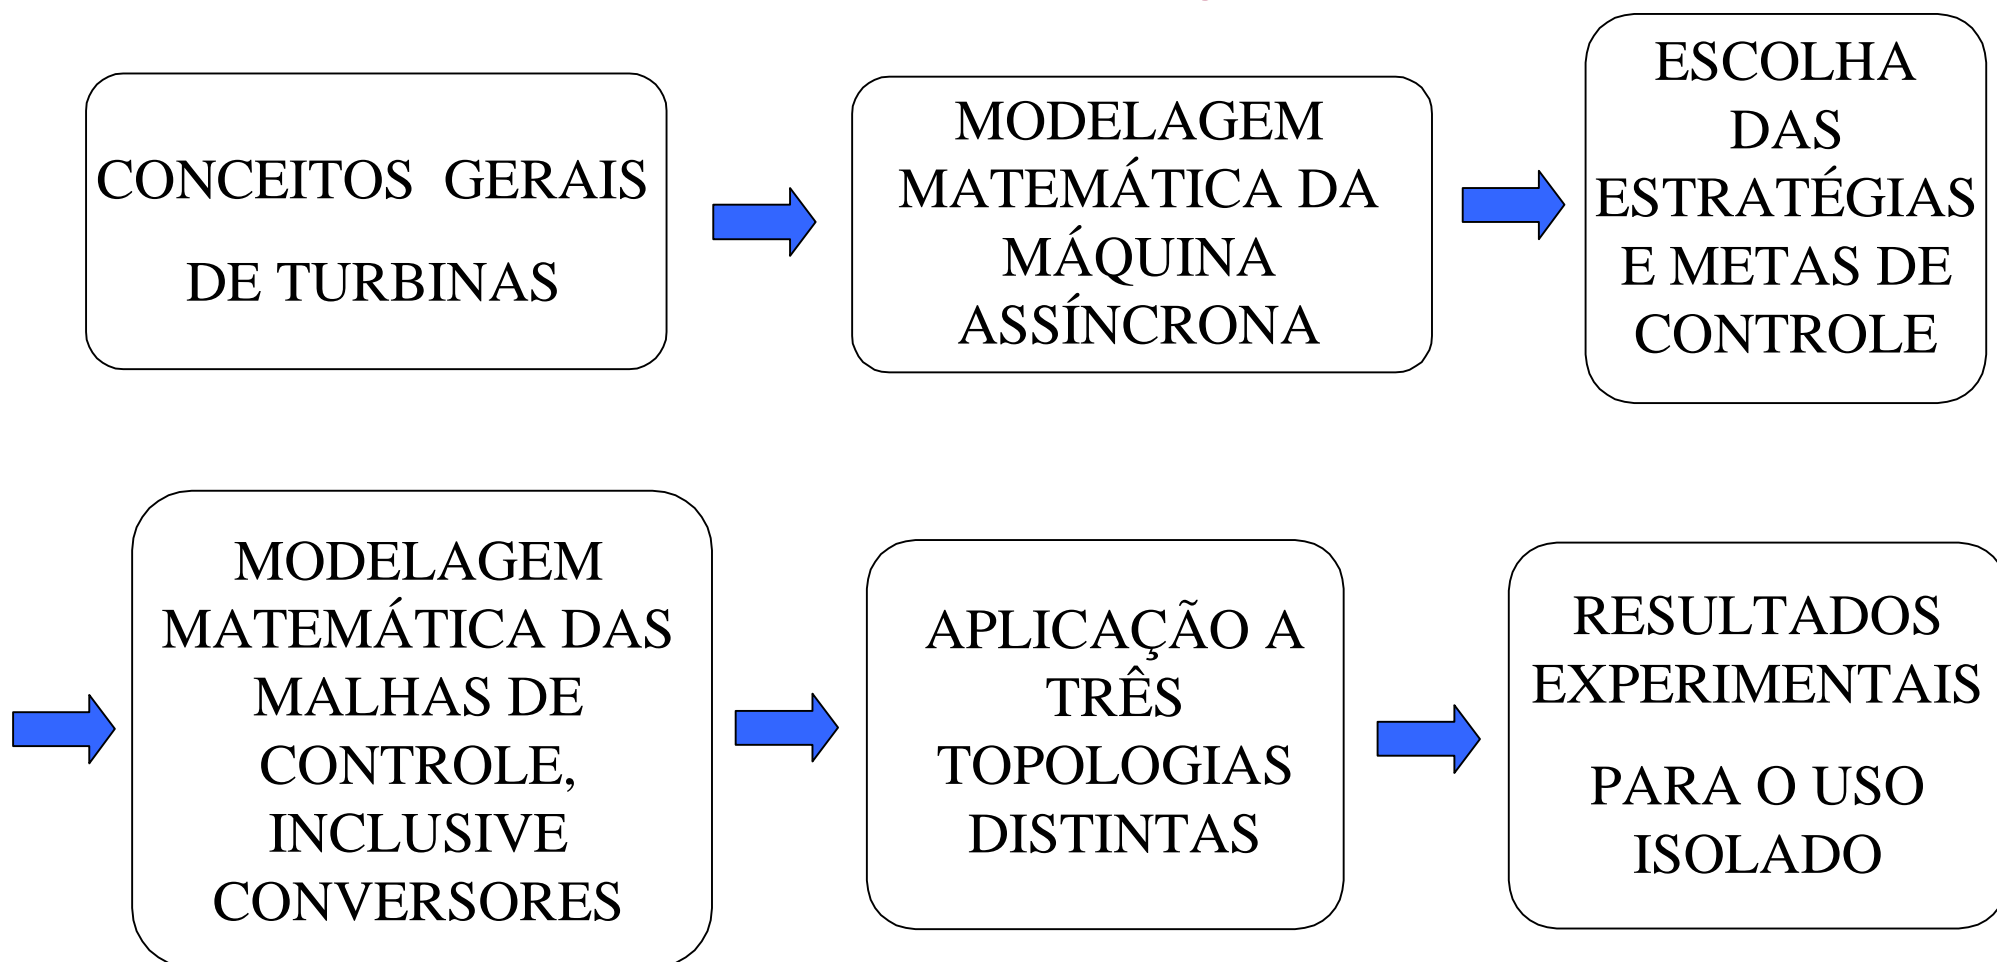 CONCEITOS GERAIS
DE TURBINAS
MODELAGEM
MATEMÁTICA DA
MÁQUINA
ASSÍNCRONA
ESCOLHA
DAS
ESTRATÉGIAS
E METAS DE
CONTROLE
MODELAGEM
MATEMÁTICA DAS
MALHAS DE
CONTROLE,
INCLUSIVE
CONVERSORES
APLICAÇÃO A
TRÊS
TOPOLOGIAS
DISTINTAS
RESULTADOS
EXPERIMENTAIS
PARA O USO
ISOLADO